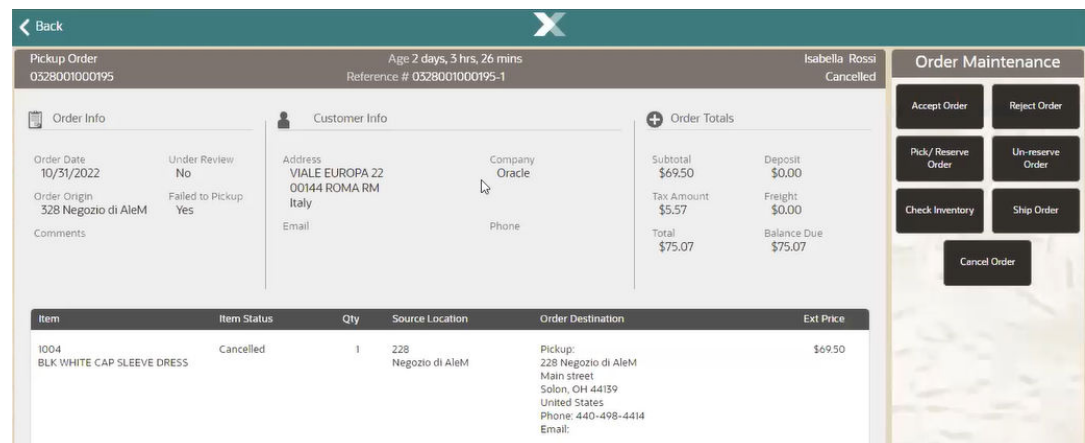 Back
Pickup Order
0328001000195
Age 2 days, 3 hrs, 26 mins
Reference # 0328001000195-1
Isabella Rossi
Cancelled
Order Maintenance
Accept Order
Reject Order
Pick/ Reserve
Order
Un-reserve
Order
Check Inventory
Ship Order
Cancel Order
Order Info
Order Date
10/31/2022
Under Review
No
Order Origin
328 Negozio di AleM
Failed to Pickup
Yes
Comments
Customer Info
Address
VIALE EUROPA 22
00144 ROMA RM
Italy
Company
Oracle
Email
Phone
Order Totals
Subtotal
$69.50
Deposit
$0.00
Tax Amount
$5.57
Freight
$0.00
Total
$75.07
Balance Due
$75.07
Item Item Status Qty Source Location Order Destination Ext Price
1004 Cancelled 1 228 Pickup: $69.50
BLK WHITE CAP SLEEVE DRESS Negozio di AleM 228 Negozio di AleM
Main street
Solon, OH 44139
United States
Phone: 440-498-4414
Email: